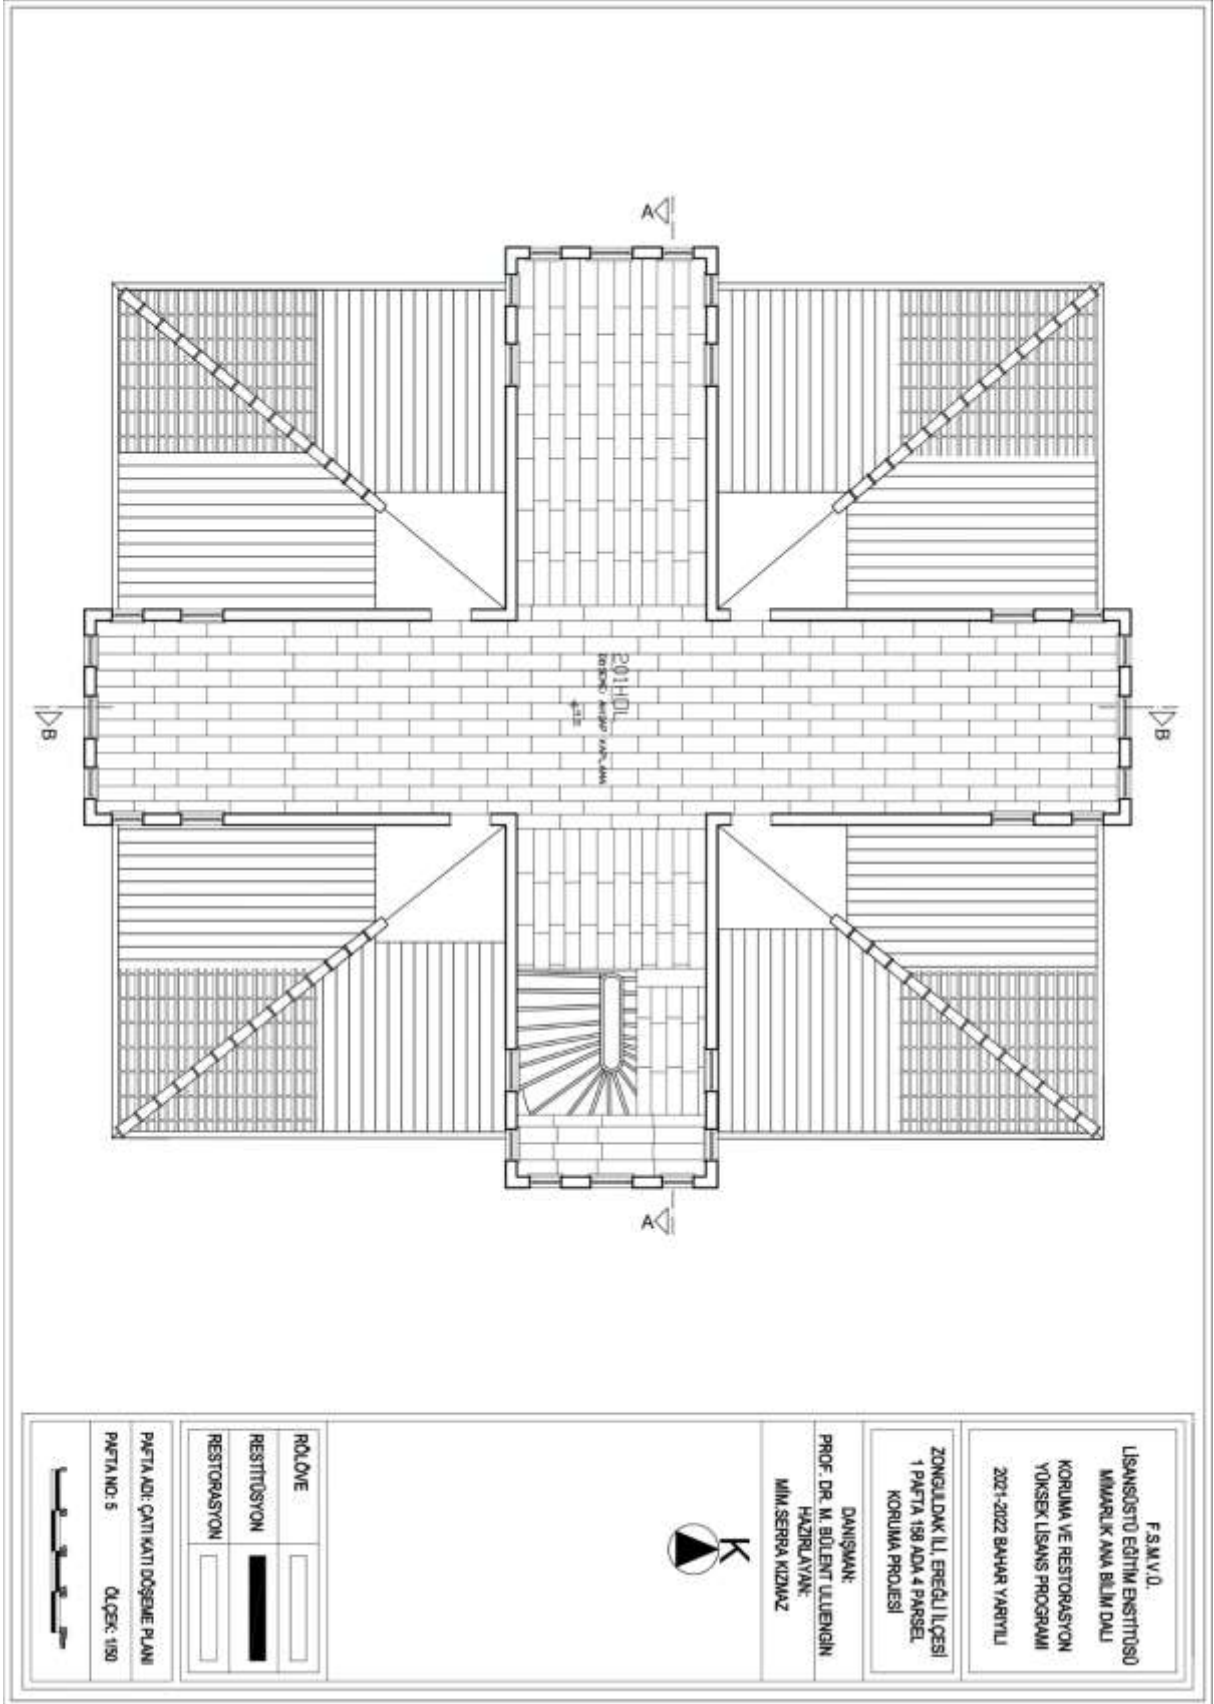 A
A
B
B
201HOL
DÖŞEME: AHŞAP KAPLAMA
F.S.M.V.Ü.
LİSANSÜSTÜ EĞİTİM ENSTİTÜSÜ
MİMARLIK ANA BİLİM DALI
KORUMA VE RESTORASYON
YÜKSEK LİSANS PROGRAMI
2021-2022 BAHAR YARIYILI
ZONGULDAK İLİ, EREĞLİ İLÇESİ
1 PAFTA 158 ADA 4 PARSEL
KORUMA PROJESİ
DANIŞMAN:
PROF. DR. M. BÜLENT ULUENGİN
HAZIRLAYAN:
MİM.SERRA KIZMAZ
K
RÖLÖVE
RESTİTÜSYON
RESTORASYON
PAFTA ADI: ÇATI KATI DÖŞEME PLANI
PAFTA NO: 5 ÖLÇEK: 1/50